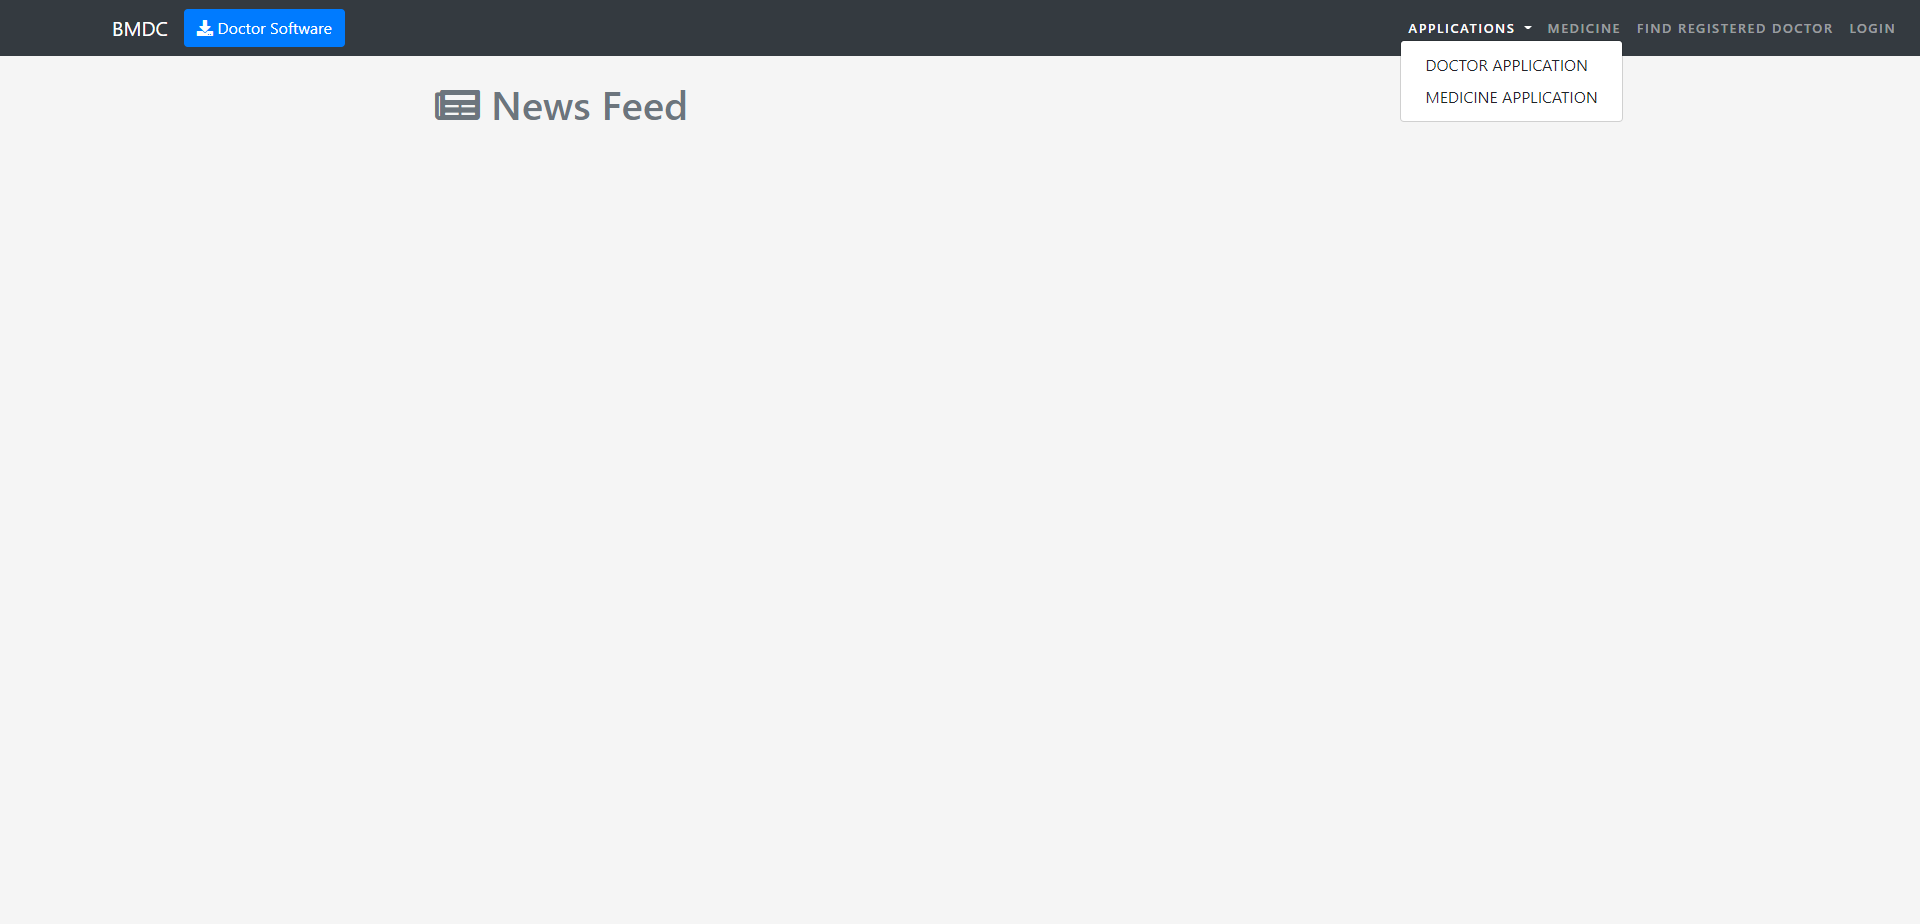 BMDC
Doctor Software
APPLICATIONS
MEDICINE
FIND REGISTERED DOCTOR
LOGIN
DOCTOR APPLICATION
MEDICINE APPLICATION
News Feed